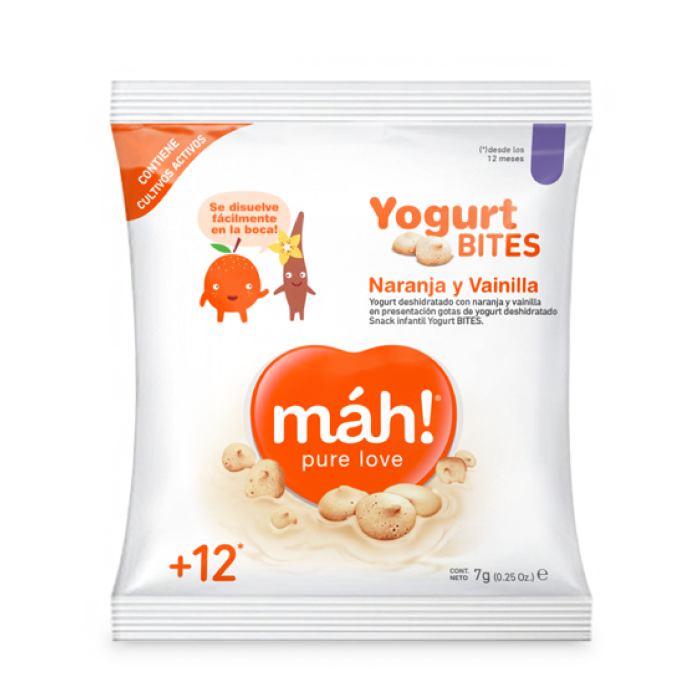 CONTIENE
CULTIVOS ACTIVOS
(*)desde los
12 meses
Se disuelve
fácilmente
en la boca!
Yogurt
BITES
Naranja y Vainilla
Yogurt deshidratado con naranja y vainilla
en presentación gotas de yogurt deshidratado
Snack infantil Yogurt BITES.
máh!®
pure love
+12*
CONT.
NETO 7g (0.25 Oz.) ℮